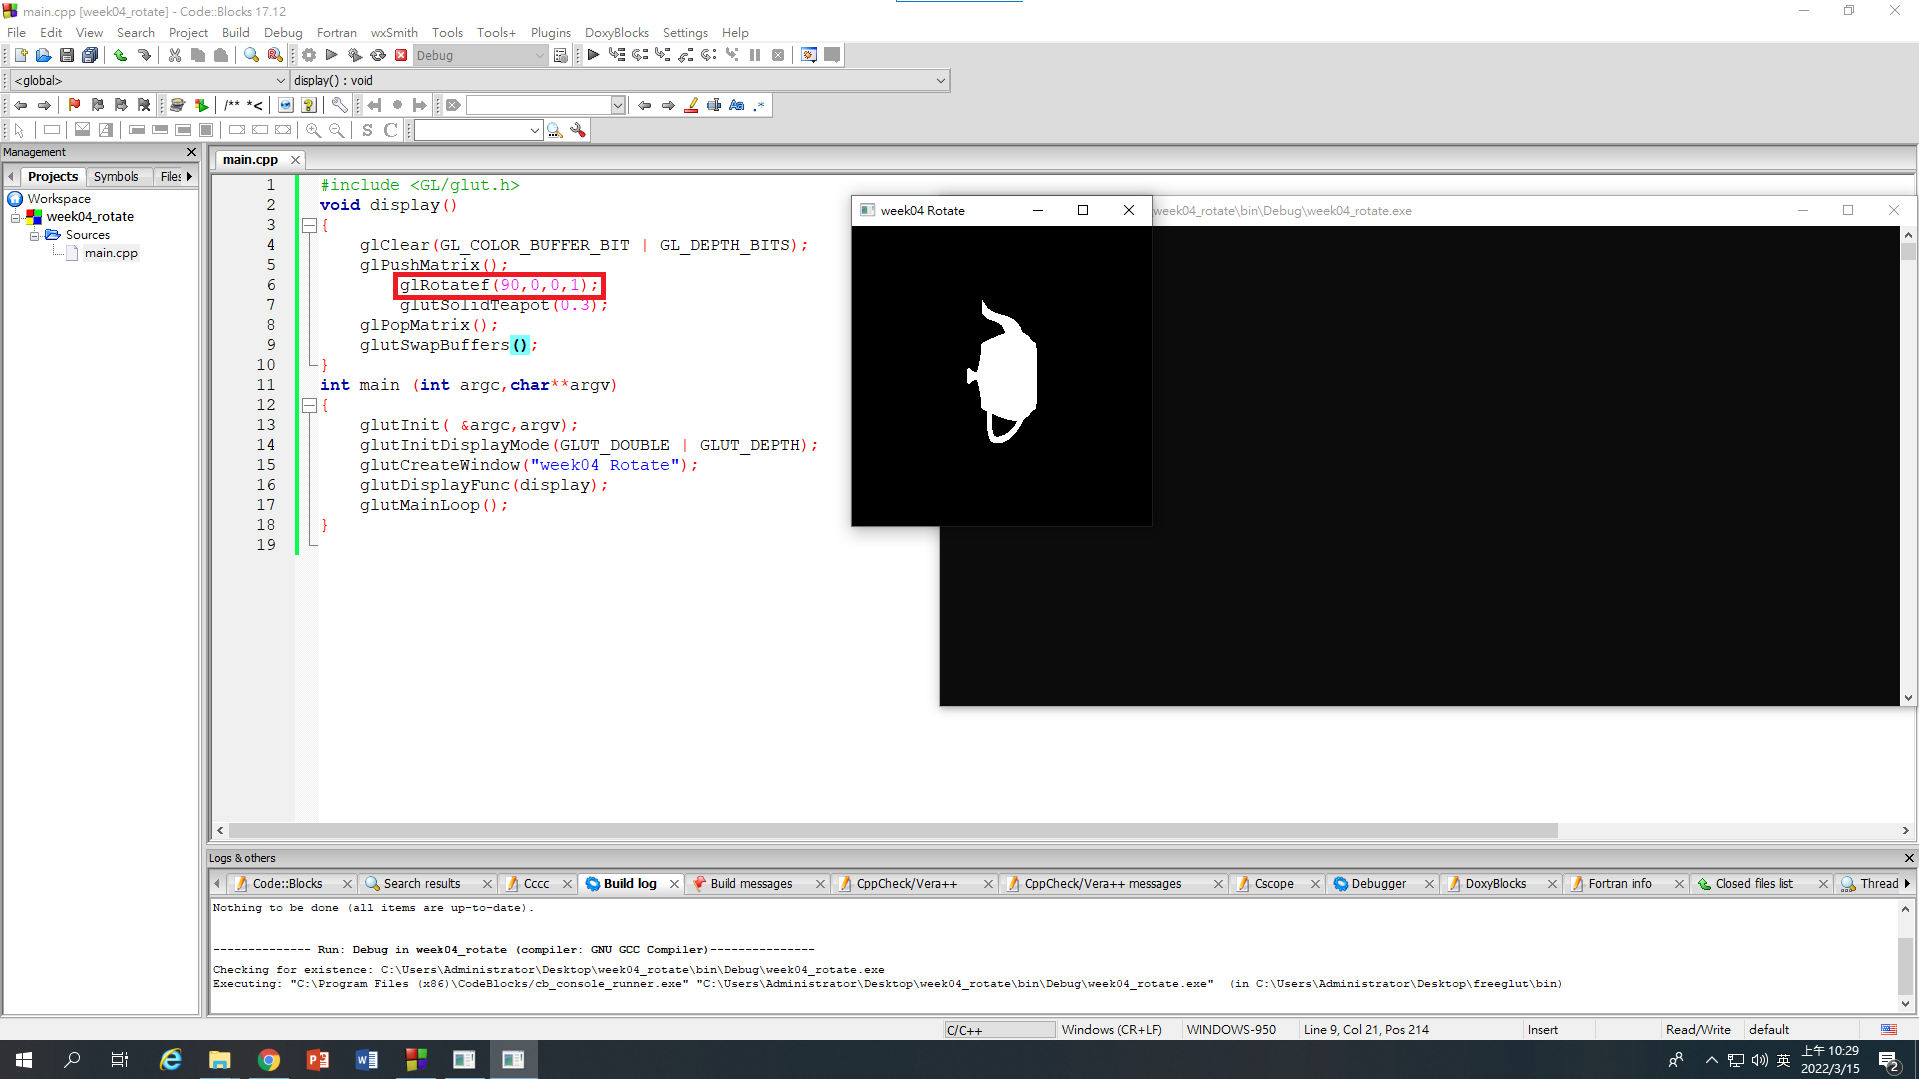 main.cpp [week04_rotate] - Code::Blocks 17.12
File Edit View Search Project Build Debug Fortran wxSmith Tools Tools+ Plugins DoxyBlocks Settings Help
Debug
<global> display() : void
/** *<
S C
Management
Projects Symbols Files
Workspace
week04_rotate
Sources
main.cpp
main.cpp
1 #include <GL/glut.h>
2 void display()
3 {
4 glClear(GL_COLOR_BUFFER_BIT | GL_DEPTH_BITS);
5 glPushMatrix();
6 glRotatef(90,0,0,1);
7 glutSolidTeapot(0.3);
8 glPopMatrix();
9 glutSwapBuffers();
10 }
11 int main (int argc,char**argv)
12 {
13 glutInit( &argc,argv);
14 glutInitDisplayMode(GLUT_DOUBLE | GLUT_DEPTH);
15 glutCreateWindow("week04 Rotate");
16 glutDisplayFunc(display);
17 glutMainLoop();
18 }
19
week04 Rotate
week04_rotate\bin\Debug\week04_rotate.exe
Logs & others
Code::Blocks Search results Cccc Build log Build messages CppCheck/Vera++ CppCheck/Vera++ messages Cscope Debugger DoxyBlocks Fortran info Closed files list Thread
Nothing to be done (all items are up-to-date).
-------------- Run: Debug in week04_rotate (compiler: GNU GCC Compiler)---------------
Checking for existence: C:\Users\Administrator\Desktop\week04_rotate\bin\Debug\week04_rotate.exe
Executing: "C:\Program Files (x86)\CodeBlocks/cb_console_runner.exe" "C:\Users\Administrator\Desktop\week04_rotate\bin\Debug\week04_rotate.exe"  (in C:\Users\Administrator\Desktop\freeglut\bin)
C/C++ Windows (CR+LF) WINDOWS-950 Line 9, Col 21, Pos 214 Insert Read/Write default
英
上午 10:29
2022/3/15
2